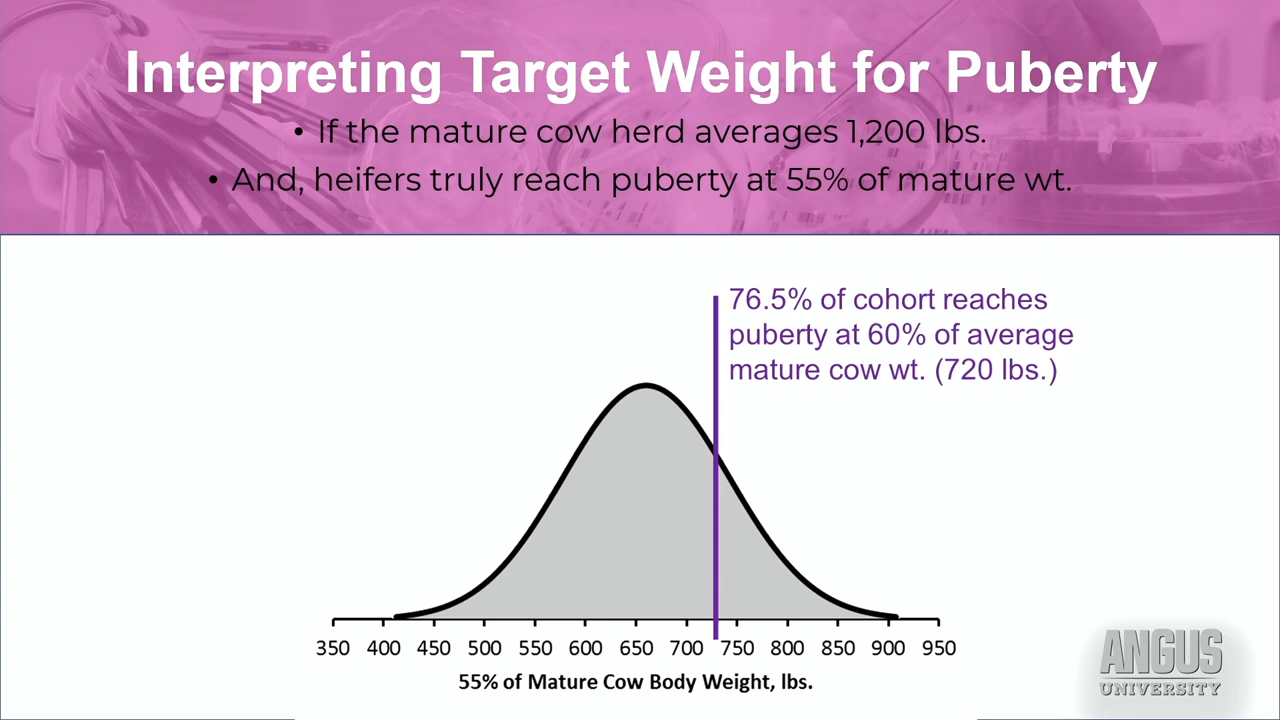 Interpreting Target Weight for Puberty
• If the mature cow herd averages 1,200 lbs.
• And, heifers truly reach puberty at 55% of mature wt.
76.5% of cohort reaches
puberty at 60% of average
mature cow wt. (720 lbs.)
350 400 450 500 550 600 650 700 750 800 850 900 950
55% of Mature Cow Body Weight, lbs.
ANGUS
UNIVERSITY